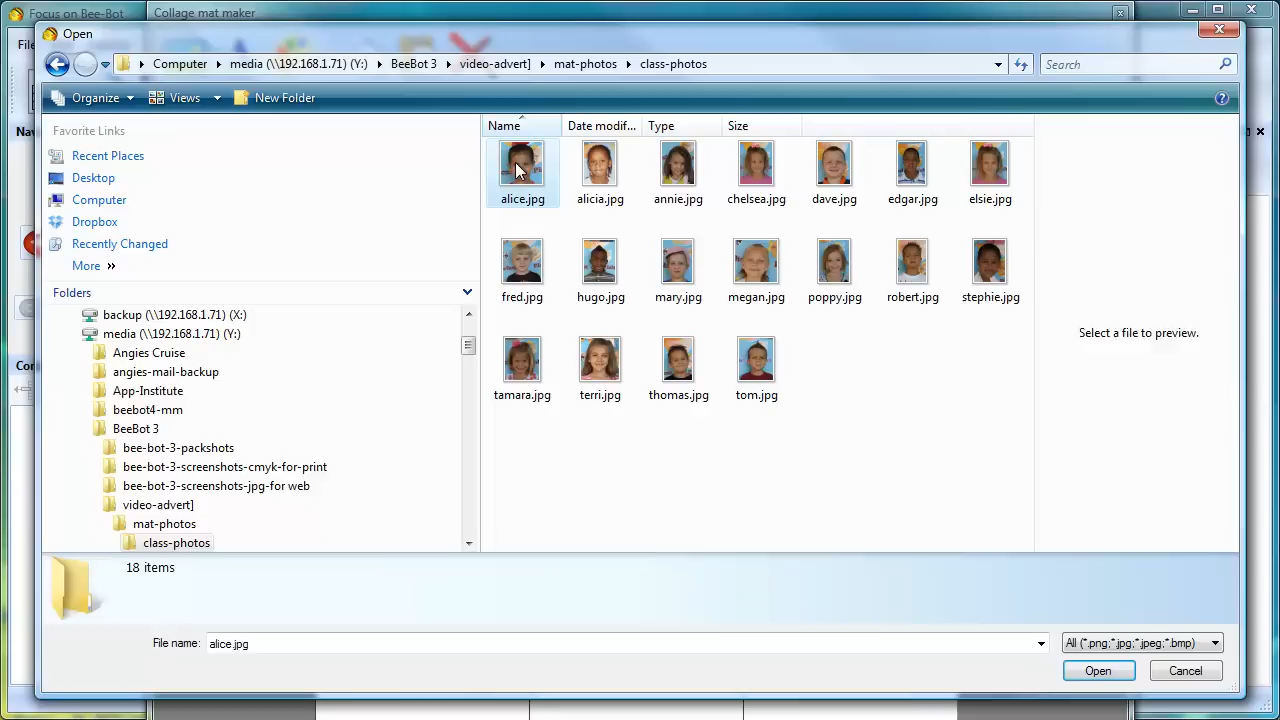 Focus on Bee-Bot
Collage mat maker
Open
Computer
media (\\192.168.1.71) (Y:)
BeeBot 3
video-advert]
mat-photos
class-photos
Search
Organize
Views
New Folder
Favorite Links
Recent Places
Desktop
Computer
Dropbox
Recently Changed
More »
Folders
backup (\\192.168.1.71) (X:)
media (\\192.168.1.71) (Y:)
Angies Cruise
angies-mail-backup
App-Institute
beebot4-mm
BeeBot 3
bee-bot-3-packshots
bee-bot-3-screenshots-cmyk-for-print
bee-bot-3-screenshots-jpg-for web
video-advert]
mat-photos
class-photos
Name
Date modif...
Type
Size
alice.jpg
alicia.jpg
annie.jpg
chelsea.jpg
dave.jpg
edgar.jpg
elsie.jpg
fred.jpg
hugo.jpg
mary.jpg
megan.jpg
poppy.jpg
robert.jpg
stephie.jpg
tamara.jpg
terri.jpg
thomas.jpg
tom.jpg
Select a file to preview.
18 items
File name:
alice.jpg
All (*.png;*.jpg;*.jpeg;*.bmp)
Open
Cancel